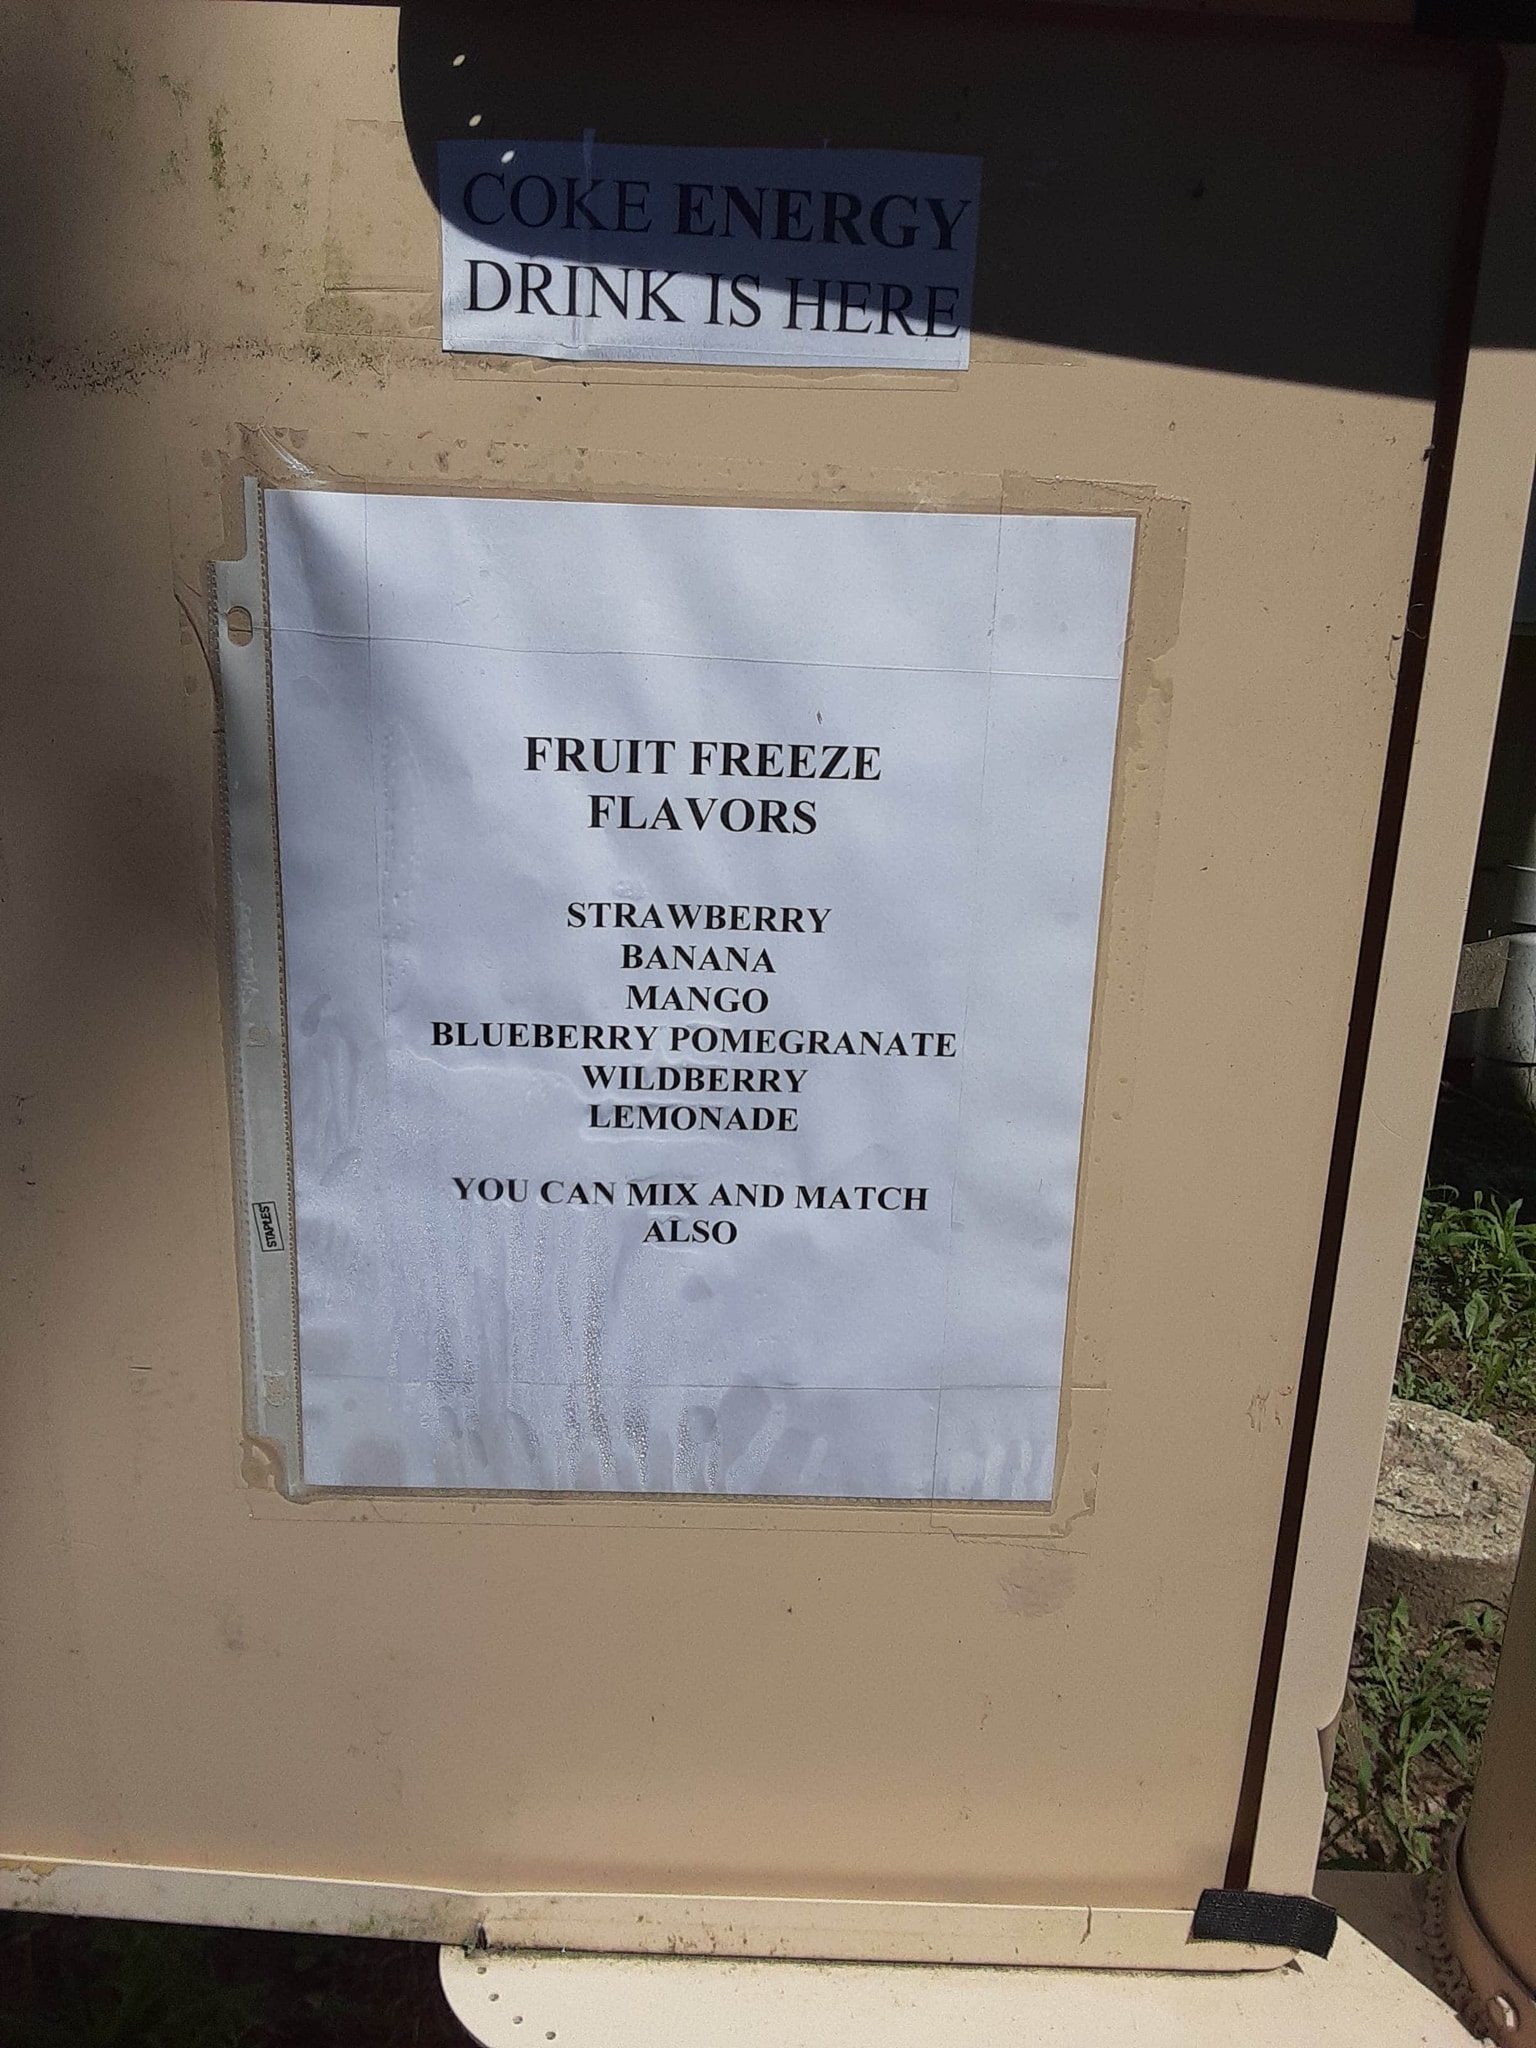 COKE ENERGY
DRINK IS HERE
FRUIT FREEZE
FLAVORS
STRAWBERRY
BANANA
MANGO
BLUEBERRY POMEGRANATE
WILDBERRY
LEMONADE
YOU CAN MIX AND MATCH
ALSO
STAPLES